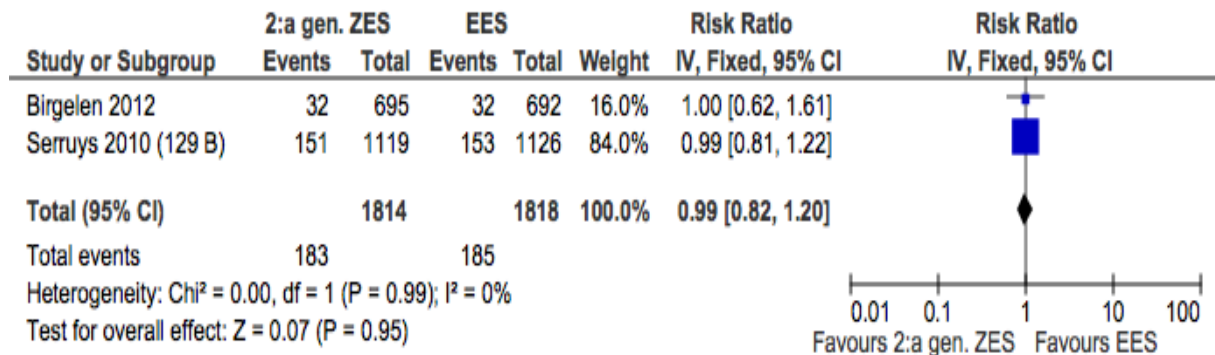 2:a gen. ZES EES Risk Ratio Risk Ratio
Study or Subgroup Events Total Events Total Weight IV, Fixed, 95% CI IV, Fixed, 95% CI
Birgelen 2012 32 695 32 692 16.0% 1.00 [0.62, 1.61]
Serruys 2010 (129 B) 151 1119 153 1126 84.0% 0.99 [0.81, 1.22]
Total (95% CI) 1814 1818 100.0% 0.99 [0.82, 1.20]
Total events 183 185
Heterogeneity: Chi² = 0.00, df = 1 (P = 0.99); I² = 0%
Test for overall effect: Z = 0.07 (P = 0.95)
0.01 0.1 1 10 100
Favours 2:a gen. ZES Favours EES